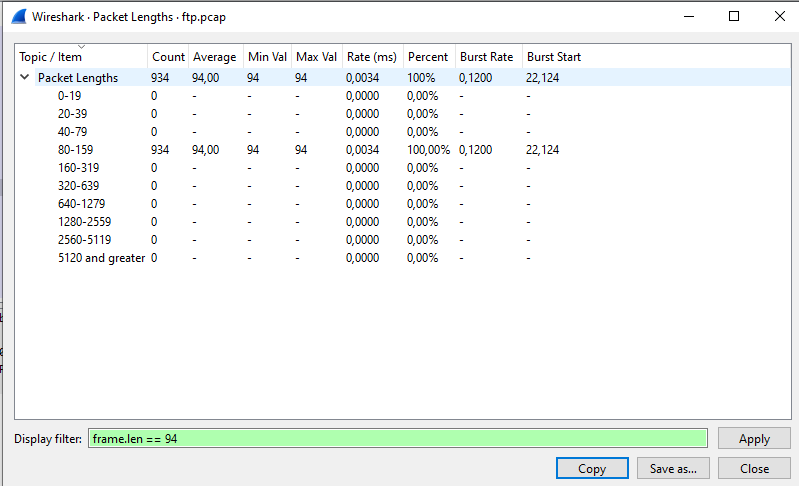 Wireshark · Packet Lengths · ftp.pcap
Topic / Item Count Average Min Val Max Val Rate (ms) Percent Burst Rate Burst Start
Packet Lengths 934 94,00 94 94 0,0034 100% 0,1200 22,124
0-19 0 - - - 0,0000 0,00% - -
20-39 0 - - - 0,0000 0,00% - -
40-79 0 - - - 0,0000 0,00% - -
80-159 934 94,00 94 94 0,0034 100,00% 0,1200 22,124
160-319 0 - - - 0,0000 0,00% - -
320-639 0 - - - 0,0000 0,00% - -
640-1279 0 - - - 0,0000 0,00% - -
1280-2559 0 - - - 0,0000 0,00% - -
2560-5119 0 - - - 0,0000 0,00% - -
5120 and greater 0 - - - 0,0000 0,00% - -
Display filter: frame.len == 94 Apply
Copy Save as... Close